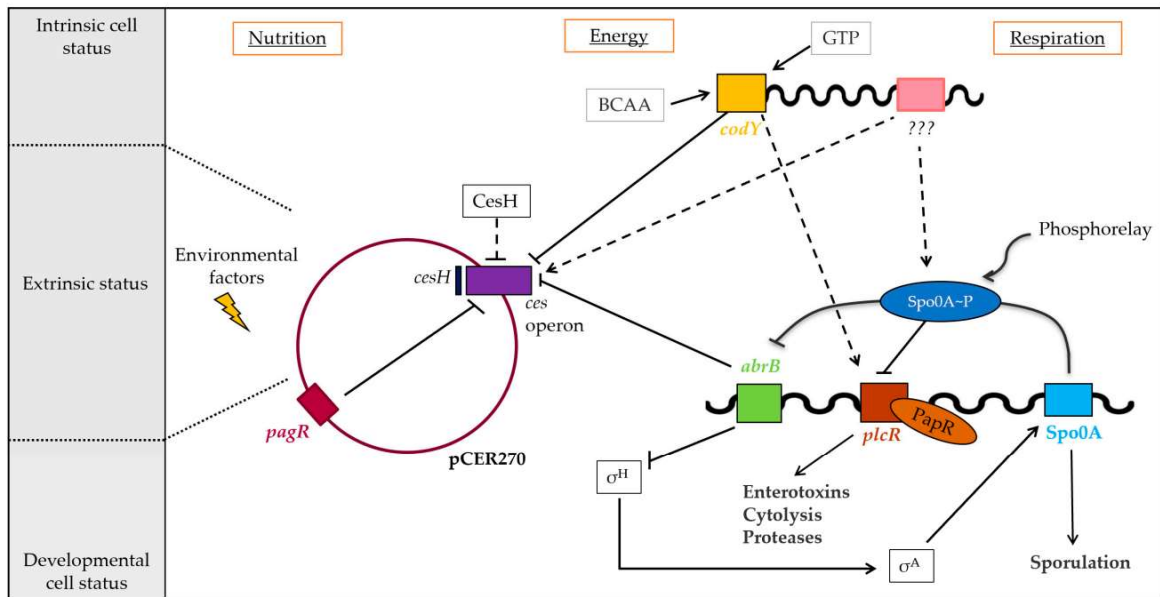 Intrinsic cell
status
Nutrition
Energy
Respiration
GTP
BCAA
codY
???
CesH
Phosphorelay
Environmental
factors
Extrinsic status
cesH
ces
operon
Spo0A~P
abrB
pagR
plcR
PapR
Spo0A
pCER270
σH
Enterotoxins
Cytolysis
Proteases
σA
Sporulation
Developmental
cell status